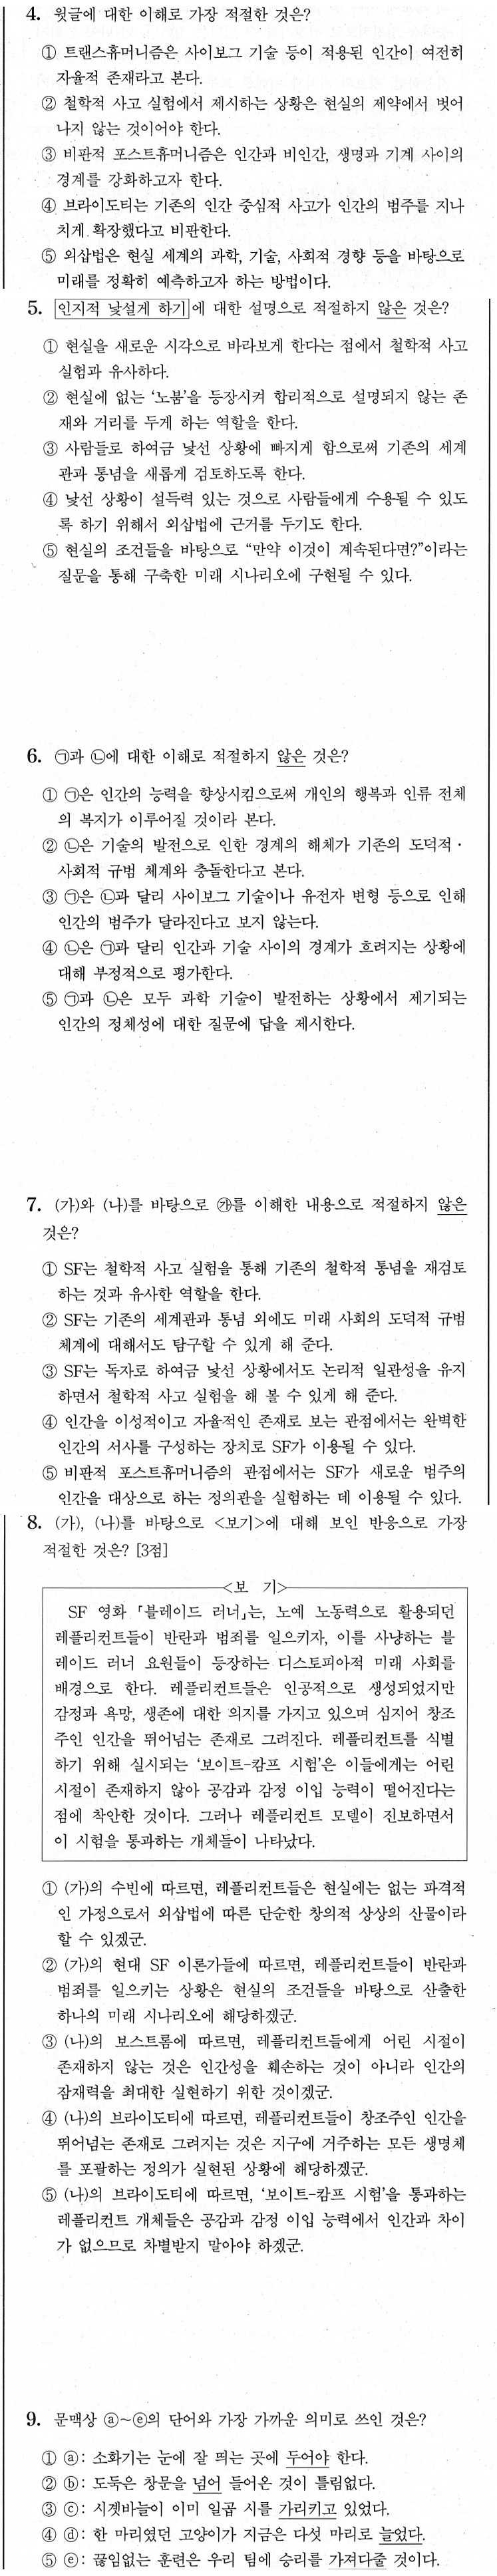 4. 윗글에 대한 이해로 가장 적절한 것은?
① 트랜스휴머니즘은 사이보그 기술 등이 적용된 인간이 여전히
자율적 존재라고 본다.
② 철학적 사고 실험에서 제시하는 상황은 현실의 제약에서 벗어
나지 않는 것이어야 한다.
③ 비판적 포스트휴머니즘은 인간과 비인간, 생명과 기계 사이의
경계를 강화하고자 한다.
④ 브라이도티는 기존의 인간 중심적 사고가 인간의 범주를 지나
치게 확장했다고 비판한다.
⑤ 외삽법은 현실 세계의 과학, 기술, 사회적 경향 등을 바탕으로
미래를 정확히 예측하고자 하는 방법이다.
5. 인지적 낯설게 하기에 대한 설명으로 적절하지 않은 것은?
① 현실을 새로운 시각으로 바라보게 한다는 점에서 철학적 사고
실험과 유사하다.
② 현실에 없는 ‘노붐’을 등장시켜 합리적으로 설명되지 않는 존
재와 거리를 두게 하는 역할을 한다.
③ 사람들로 하여금 낯선 상황에 빠지게 함으로써 기존의 세계
관과 통념을 새롭게 검토하도록 한다.
④ 낯선 상황이 설득력 있는 것으로 사람들에게 수용될 수 있도
록 하기 위해서 외삽법에 근거를 두기도 한다.
⑤ 현실의 조건들을 바탕으로 “만약 이것이 계속된다면?”이라는
질문을 통해 구축한 미래 시나리오에 구현될 수 있다.
6. ㉠과 ㉡에 대한 이해로 적절하지 않은 것은?
① ㉠은 인간의 능력을 향상시킴으로써 개인의 행복과 인류 전체
의 복지가 이루어질 것이라 본다.
② ㉡은 기술의 발전으로 인한 경계의 해체가 기존의 도덕적·
사회적 규범 체계와 충돌한다고 본다.
③ ㉠은 ㉡과 달리 사이보그 기술이나 유전자 변형 등으로 인해
인간의 범주가 달라진다고 보지 않는다.
④ ㉡은 ㉠과 달리 인간과 기술 사이의 경계가 흐려지는 상황에
대해 부정적으로 평가한다.
⑤ ㉠과 ㉡은 모두 과학 기술이 발전하는 상황에서 제기되는
인간의 정체성에 대한 질문에 답을 제시한다.
7. (가)와 (나)를 바탕으로 ㉮를 이해한 내용으로 적절하지 않은
것은?
① SF는 철학적 사고 실험을 통해 기존의 철학적 통념을 재검토
하는 것과 유사한 역할을 한다.
② SF는 기존의 세계관과 통념 외에도 미래 사회의 도덕적 규범
체계에 대해서도 탐구할 수 있게 해 준다.
③ SF는 독자로 하여금 낯선 상황에서도 논리적 일관성을 유지
하면서 철학적 사고 실험을 해 볼 수 있게 해 준다.
④ 인간을 이성적이고 자율적인 존재로 보는 관점에서는 완벽한
인간의 서사를 구성하는 장치로 SF가 이용될 수 있다.
⑤ 비판적 포스트휴머니즘의 관점에서는 SF가 새로운 범주의
인간을 대상으로 하는 정의관을 실험하는 데 이용될 수 있다.
8. (가), (나)를 바탕으로 <보기>에 대해 보인 반응으로 가장
적절한 것은? [3점]
<보 기>
SF 영화 「블레이드 러너」는, 노예 노동력으로 활용되던
레플리컨트들이 반란과 범죄를 일으키자, 이를 사냥하는 블
레이드 러너 요원들이 등장하는 디스토피아적 미래 사회를
배경으로 한다. 레플리컨트들은 인공적으로 생성되었지만
감정과 욕망, 생존에 대한 의지를 가지고 있으며 심지어 창조
주인 인간을 뛰어넘는 존재로 그려진다. 레플리컨트를 식별
하기 위해 실시되는 ‘보이트-캄프 시험’은 이들에게는 어린
시절이 존재하지 않아 공감과 감정 이입 능력이 떨어진다는
점에 착안한 것이다. 그러나 레플리컨트 모델이 진보하면서
이 시험을 통과하는 개체들이 나타났다.
① (가)의 수빈에 따르면, 레플리컨트들은 현실에는 없는 파격적
인 가정으로서 외삽법에 따른 단순한 창의적 상상의 산물이라
할 수 있겠군.
② (가)의 현대 SF 이론가들에 따르면, 레플리컨트들이 반란과
범죄를 일으키는 상황은 현실의 조건들을 바탕으로 산출한
하나의 미래 시나리오에 해당하겠군.
③ (나)의 보스트롬에 따르면, 레플리컨트들에게 어린 시절이
존재하지 않는 것은 인간성을 훼손하는 것이 아니라 인간의
잠재력을 최대한 실현하기 위한 것이겠군.
④ (나)의 브라이도티에 따르면, 레플리컨트들이 창조주인 인간을
뛰어넘는 존재로 그려지는 것은 지구에 거주하는 모든 생명체
를 포괄하는 정의가 실현된 상황에 해당하겠군.
⑤ (나)의 브라이도티에 따르면, ‘보이트-캄프 시험’을 통과하는
레플리컨트 개체들은 공감과 감정 이입 능력에서 인간과 차이
가 없으므로 차별받지 말아야 하겠군.
9. 문맥상 ⓐ~ⓔ의 단어와 가장 가까운 의미로 쓰인 것은?
① ⓐ: 소화기는 눈에 잘 띄는 곳에 두어야 한다.
② ⓑ: 도둑은 창문을 넘어 들어온 것이 틀림없다.
③ ⓒ: 시곗바늘이 이미 일곱 시를 가리키고 있었다.
④ ⓓ: 한 마리였던 고양이가 지금은 다섯 마리로 늘었다.
⑤ ⓔ: 끊임없는 훈련은 우리 팀에 승리를 가져다줄 것이다.